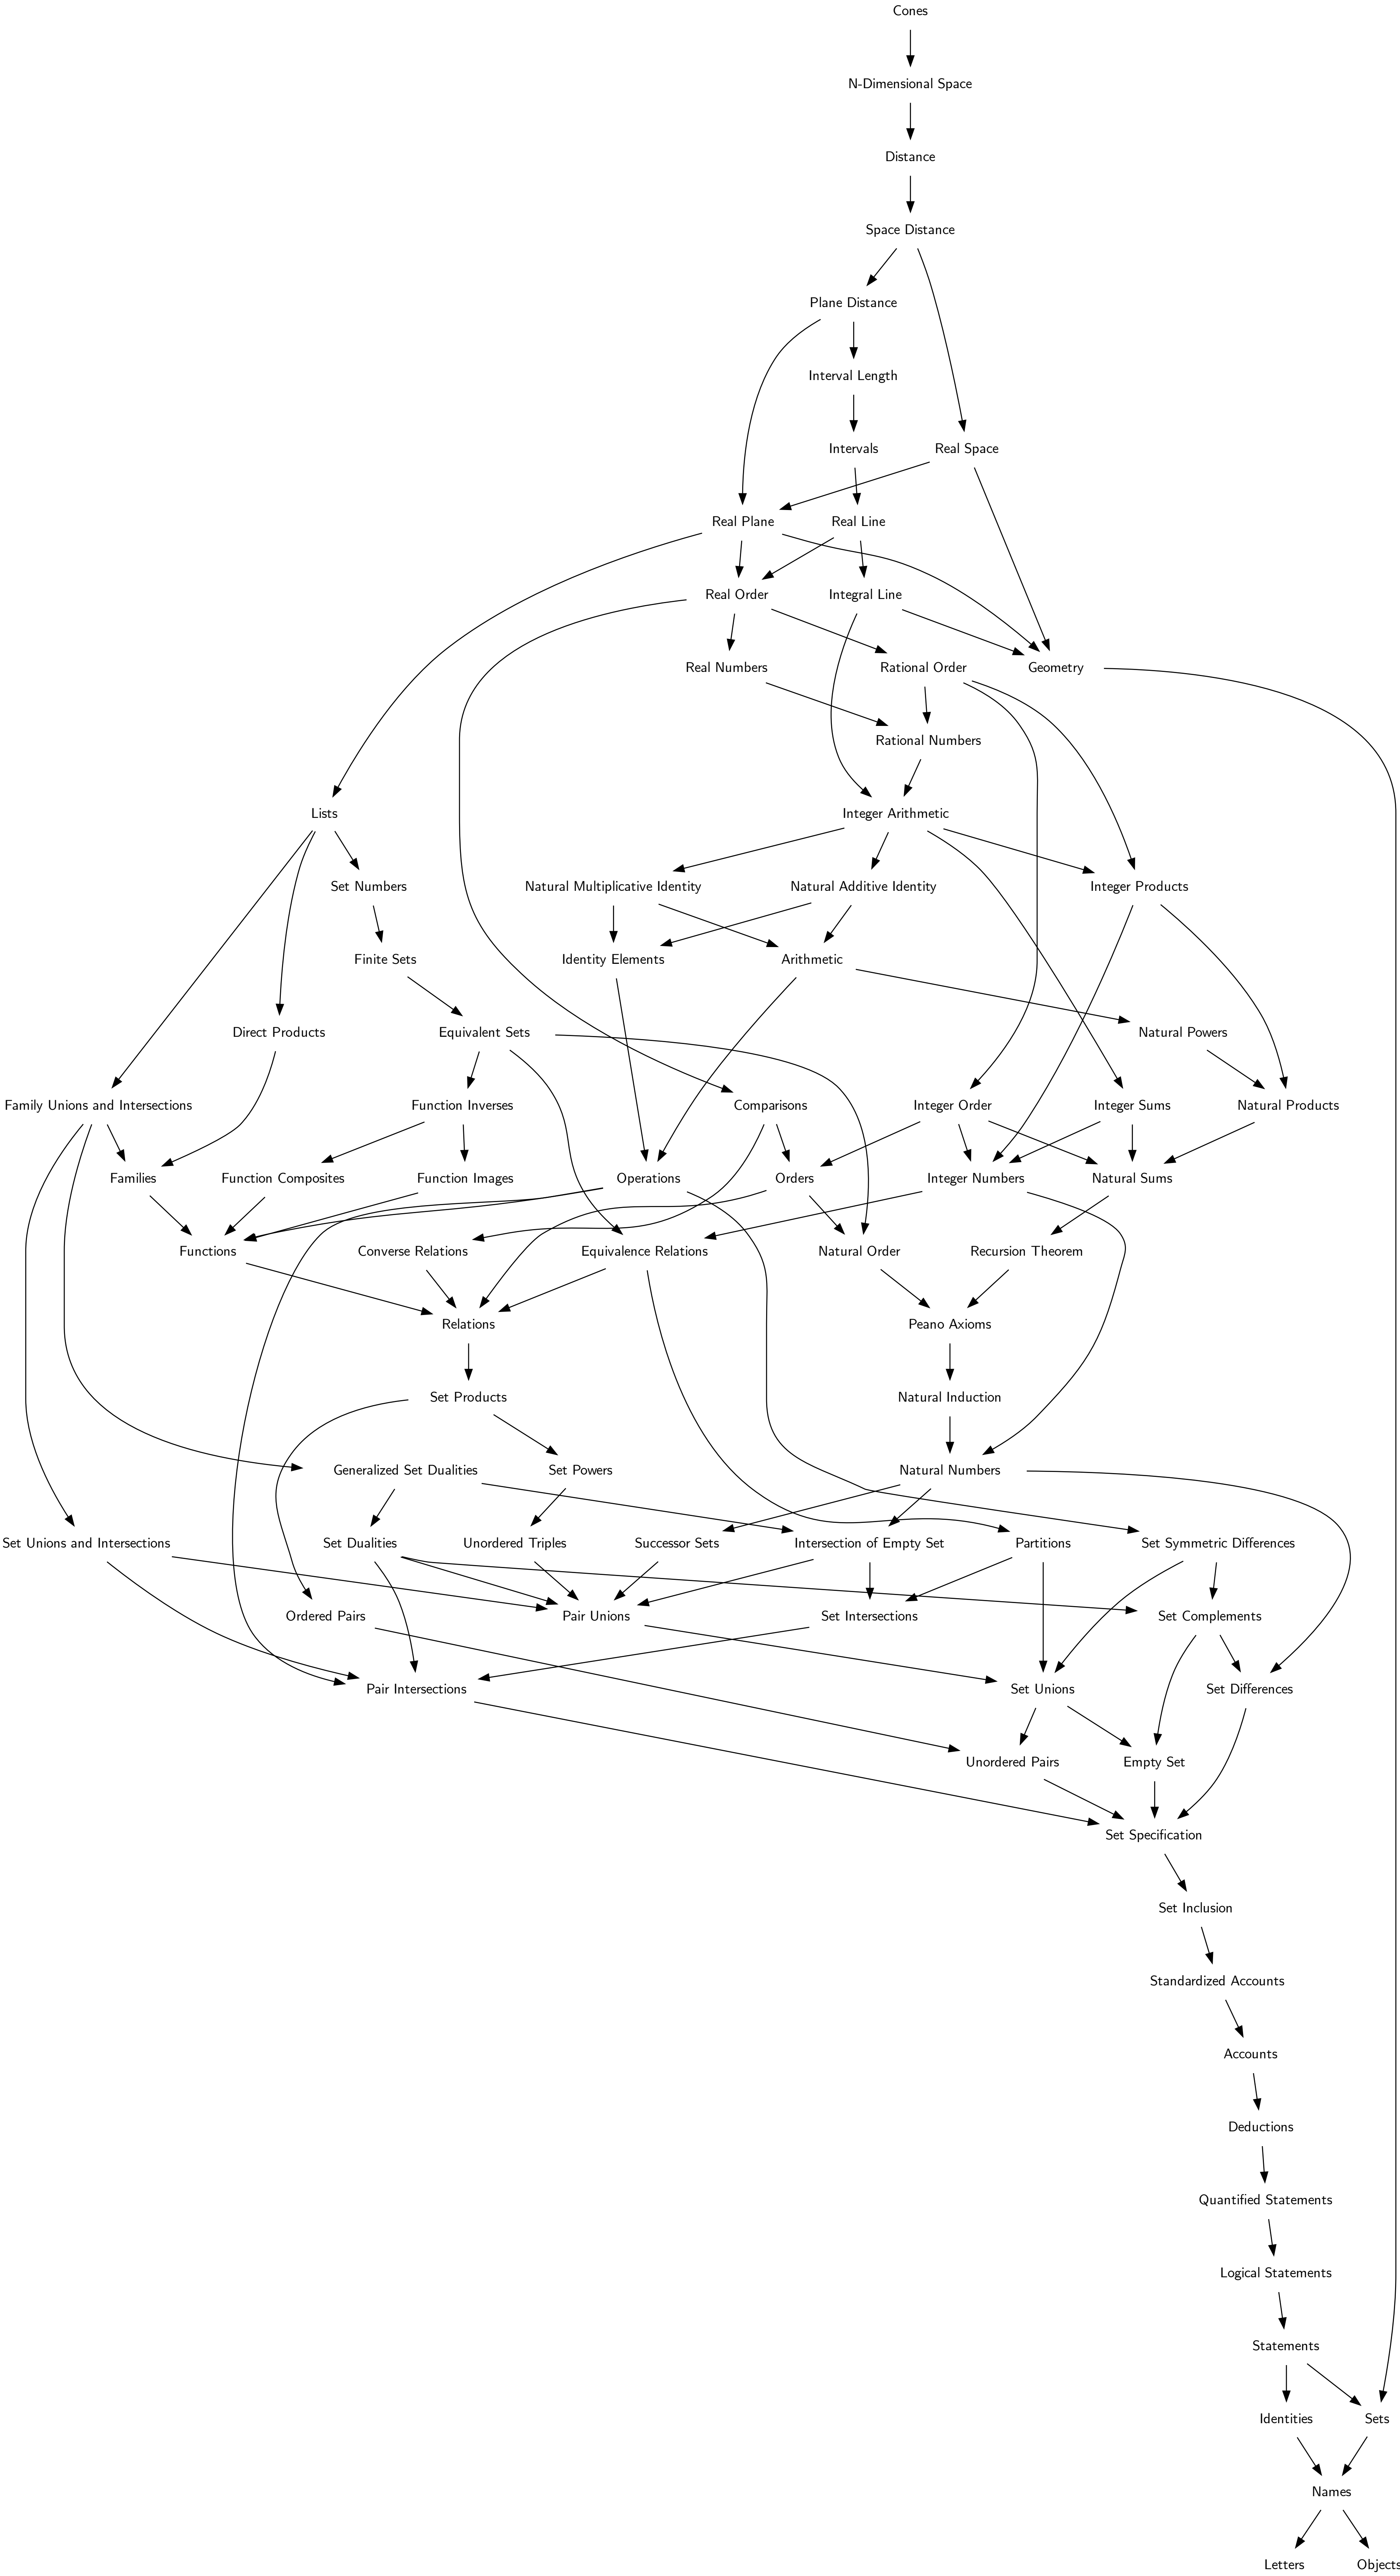 Cones
N-Dimensional Space
Distance
Space Distance
Plane Distance
Interval Length
Intervals
Real Space
Real Plane
Real Line
Real Order
Integral Line
Real Numbers
Rational Order
Geometry
Rational Numbers
Lists
Integer Arithmetic
Set Numbers
Natural Multiplicative Identity
Natural Additive Identity
Integer Products
Finite Sets
Identity Elements
Arithmetic
Direct Products
Equivalent Sets
Natural Powers
Family Unions and Intersections
Function Inverses
Comparisons
Integer Order
Integer Sums
Natural Products
Families
Function Composites
Function Images
Operations
Orders
Integer Numbers
Natural Sums
Functions
Converse Relations
Equivalence Relations
Natural Order
Recursion Theorem
Relations
Peano Axioms
Set Products
Natural Induction
Generalized Set Dualities
Set Powers
Natural Numbers
Set Unions and Intersections
Set Dualities
Unordered Triples
Successor Sets
Intersection of Empty Set
Partitions
Set Symmetric Differences
Ordered Pairs
Pair Unions
Set Intersections
Set Complements
Pair Intersections
Set Unions
Set Differences
Unordered Pairs
Empty Set
Set Specification
Set Inclusion
Standardized Accounts
Accounts
Deductions
Quantified Statements
Logical Statements
Statements
Identities
Sets
Names
Letters
Objects